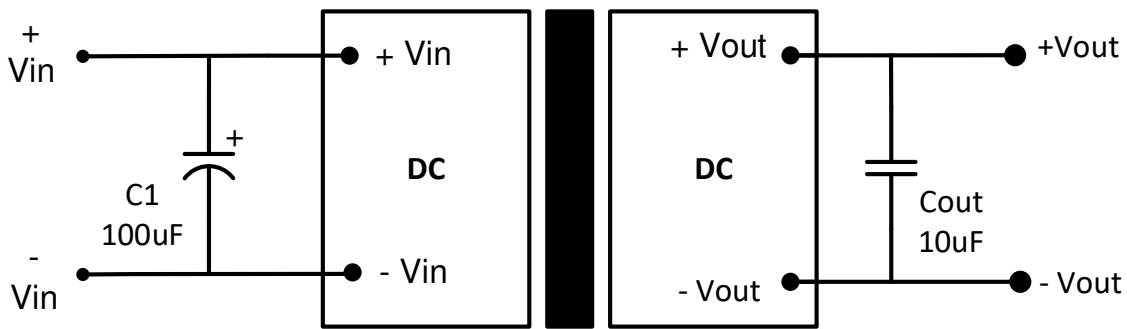 +
Vin
+ Vin
+ Vout
+Vout
+
DC
DC
C1
100uF
Cout
10uF
-
Vin
- Vin
- Vout
- Vout